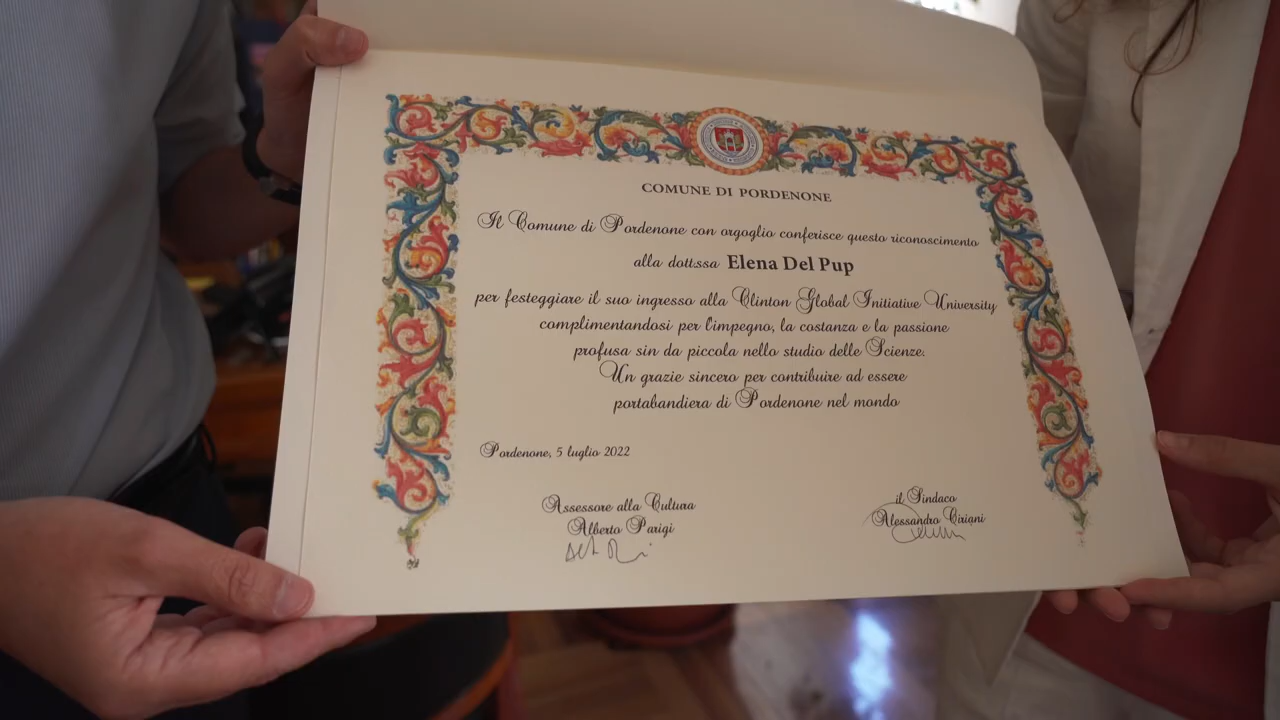 COMUNE DI PORDENONE
Il Comune di Pordenone con orgoglio conferisce questo riconoscimento
alla dott.ssa Elena Del Pup
per festeggiare il suo ingresso alla Clinton Global Initiative University
complimentandosi per l'impegno, la costanza e la passione
profusa sin da piccola nello studio delle Scienze.
Un grazie sincero per contribuire ad essere
portabandiera di Pordenone nel mondo
Pordenone, 5 luglio 2022
Assessore alla Cultura
Alberto Parigi
il Sindaco
Alessandro Ciriani